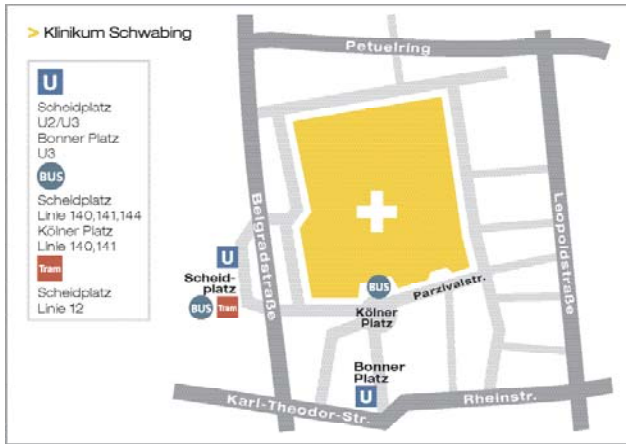 > Klinikum Schwabing
U
Scheidplatz
U2/U3
Bonner Platz
U3
BUS
Scheidplatz
Linie 140,141,144
Kölner Platz
Linie 140,141
Tram
Scheidplatz
Linie 12
Petuelring
Belgradstraße
Leopoldstraße
U
Scheid-
platz
BUS Tram
BUS
Kölner
Platz
Parzivalstr.
Bonner
Platz
U
Karl-Theodor-Str.
Rheinstr.